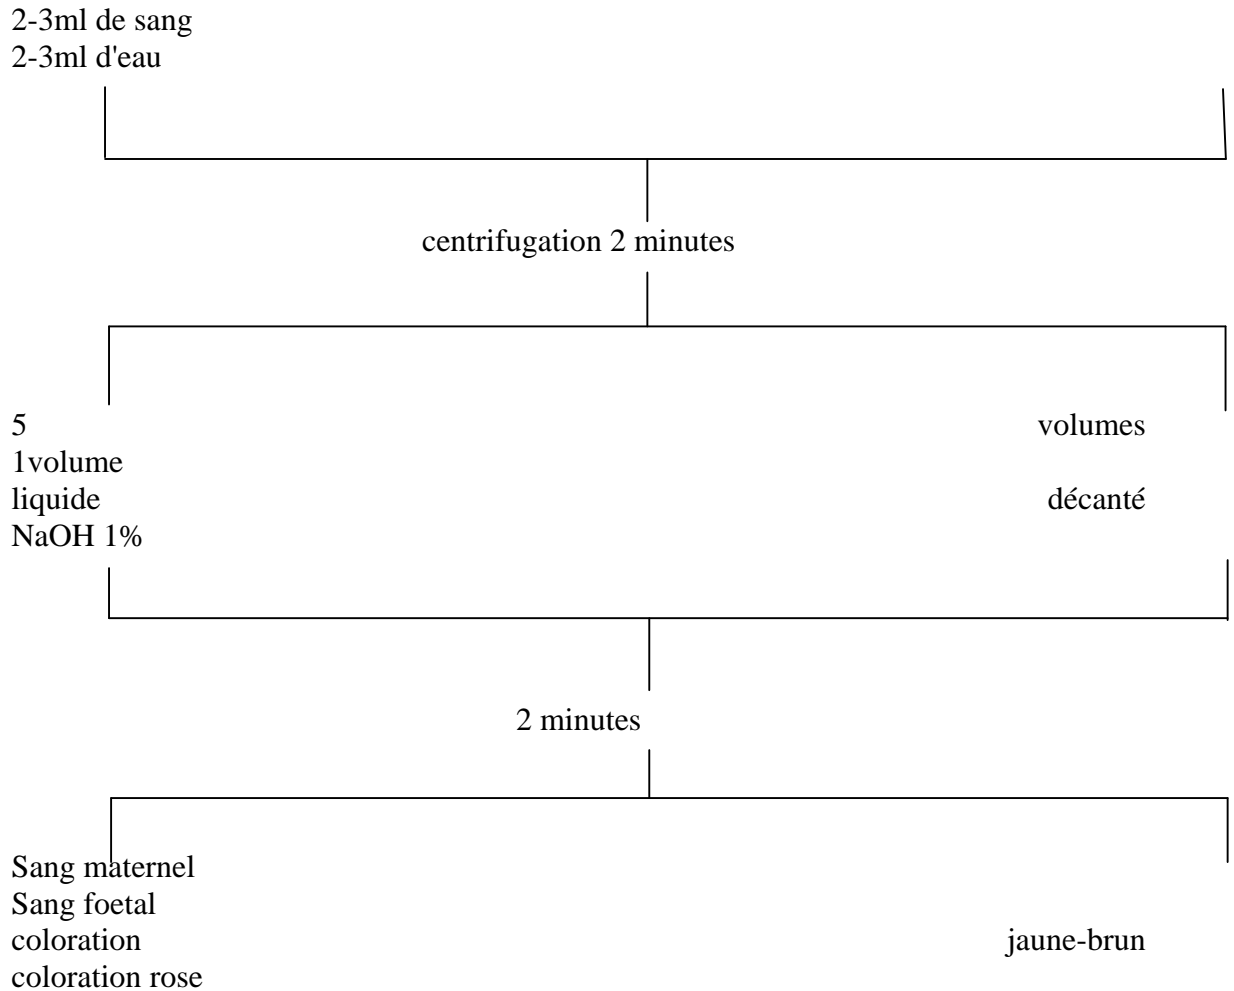 2-3ml de sang
2-3ml d'eau
centrifugation 2 minutes
5 volumes
1volume
liquide décanté
NaOH 1%
2 minutes
Sang maternel
Sang foetal
coloration jaune-brun
coloration rose